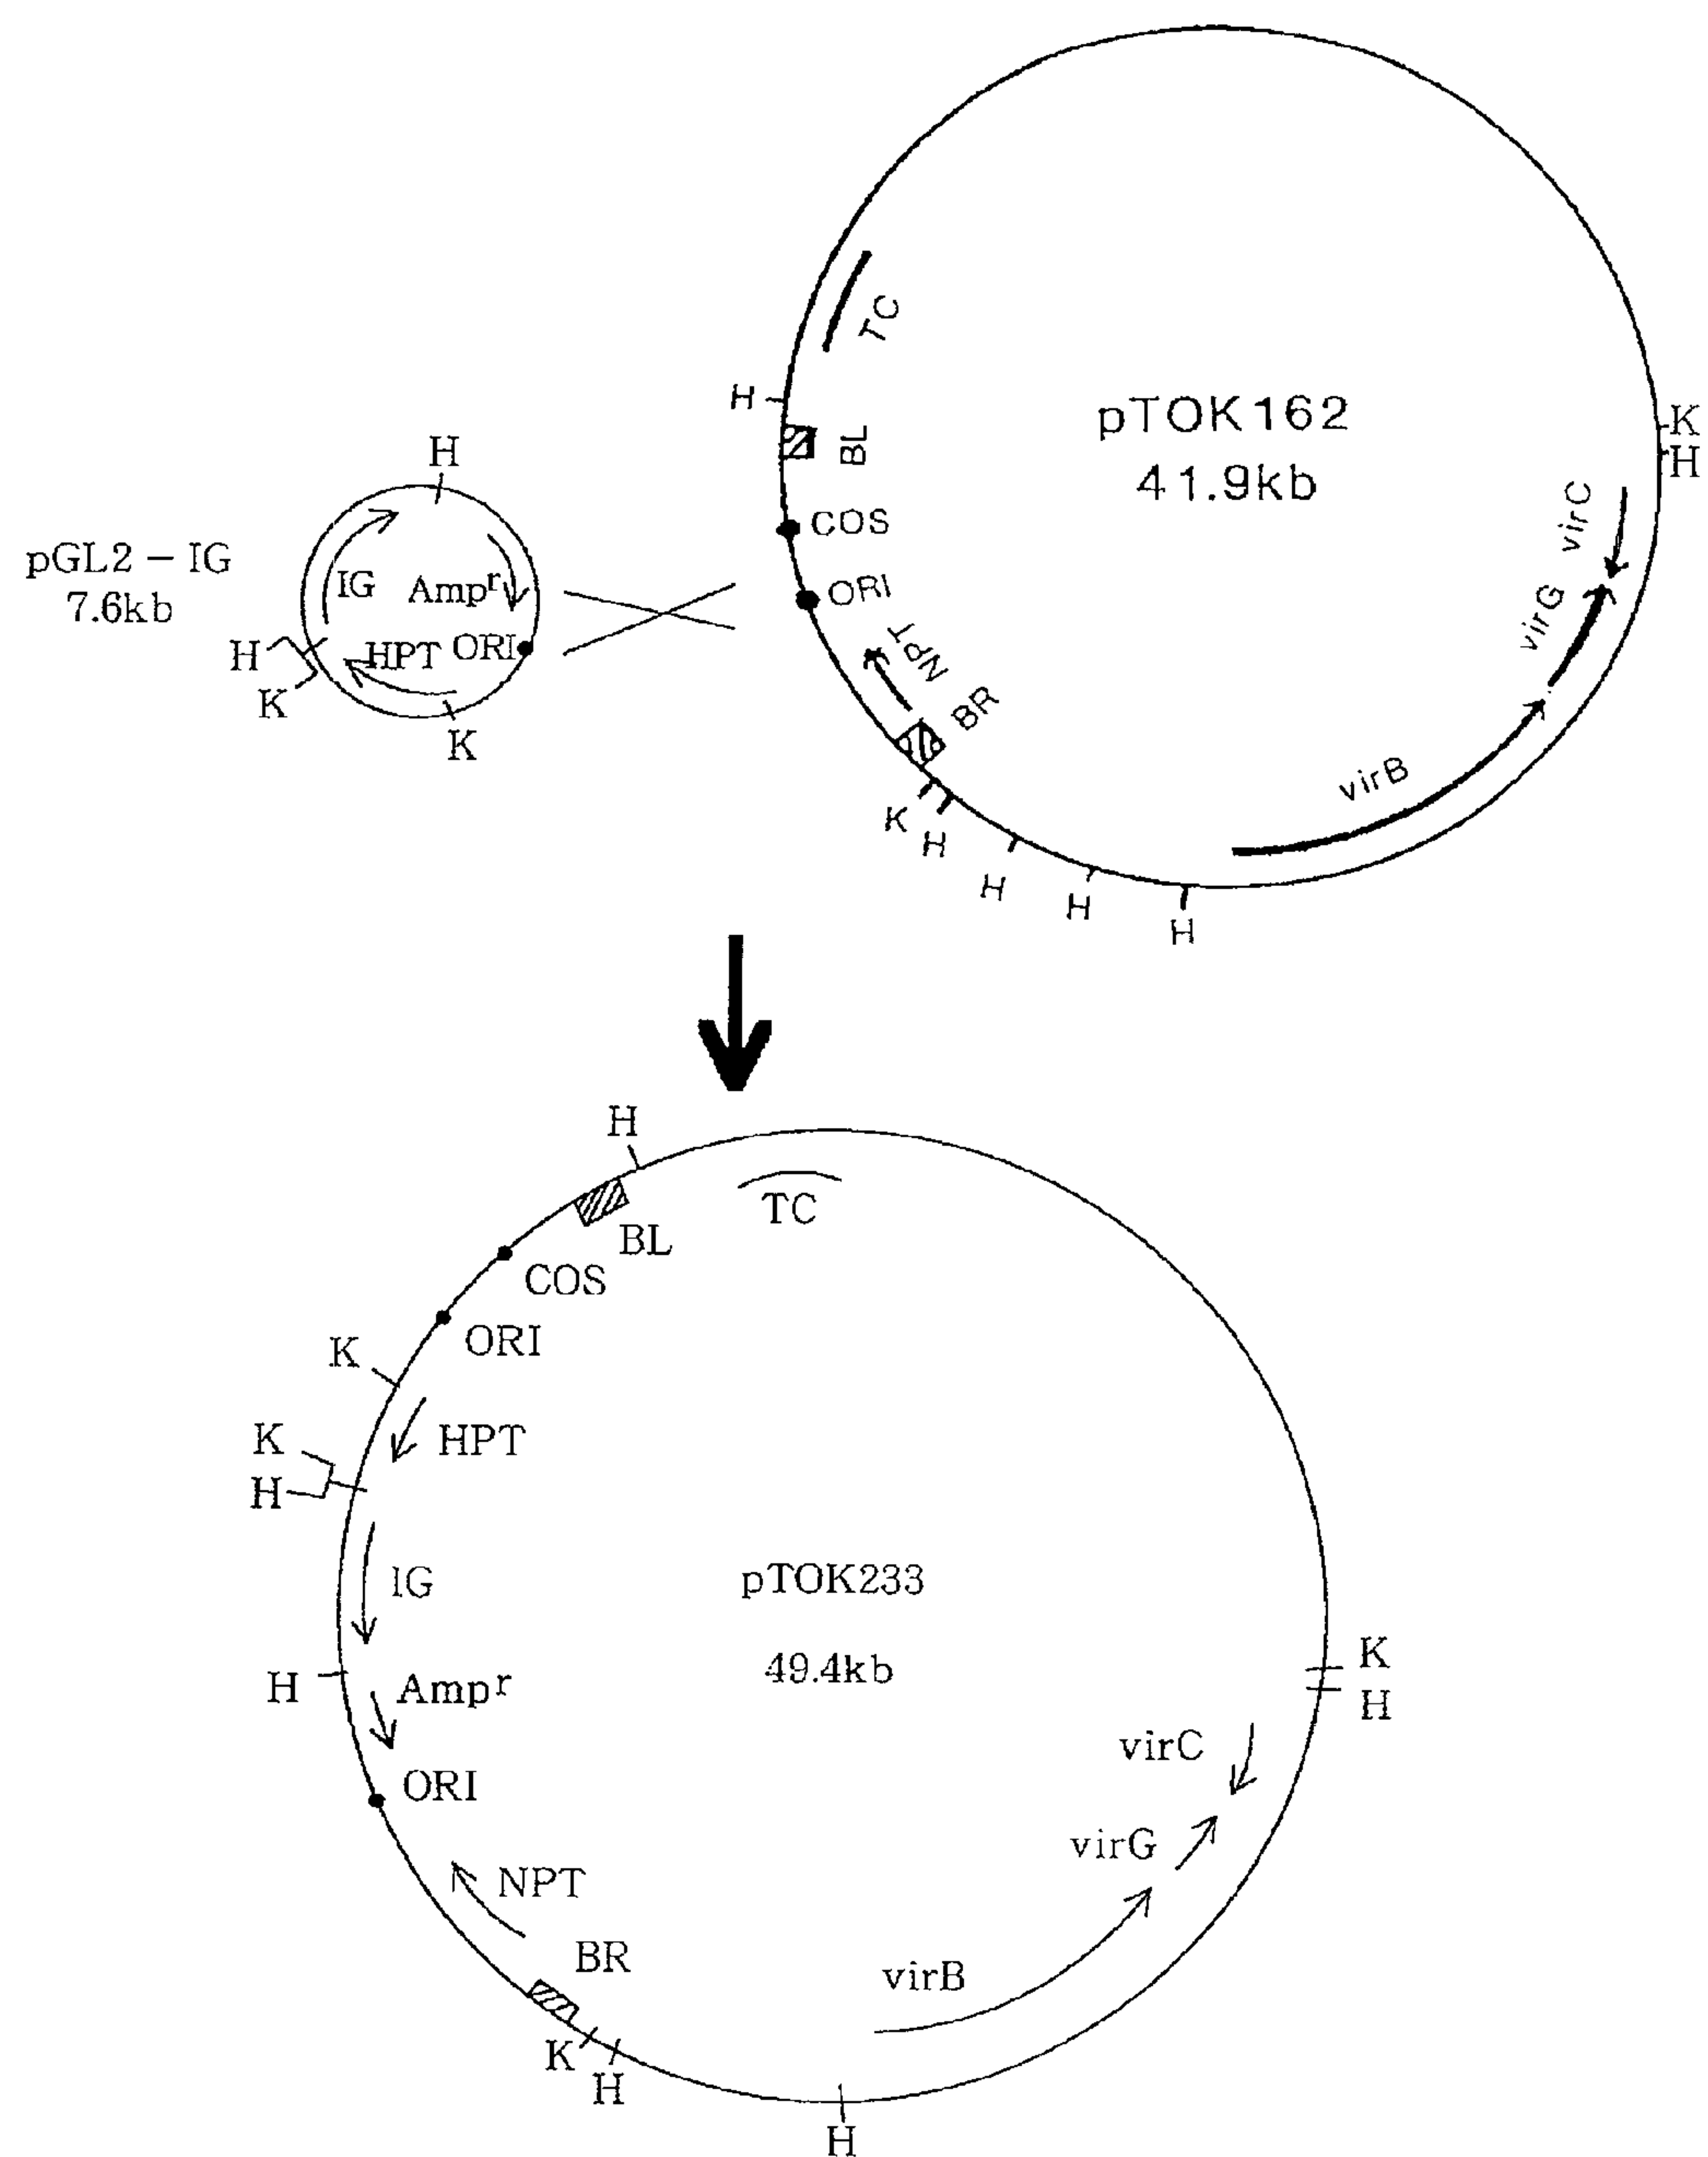 pTOK162
41.9kb
TC
H
BL
COS
ORI
NPT
BR
K
H
H
H
H
K
H
virC
virG
virB
pGL2 – IG
7.6kb
H
IG
Ampr
HPT
ORI
H
K
K
H
TC
BL
COS
ORI
K
HPT
K
H
IG
pTOK233
49.4kb
H
Ampr
ORI
NPT
BR
K
H
H
K
H
virC
virG
virB